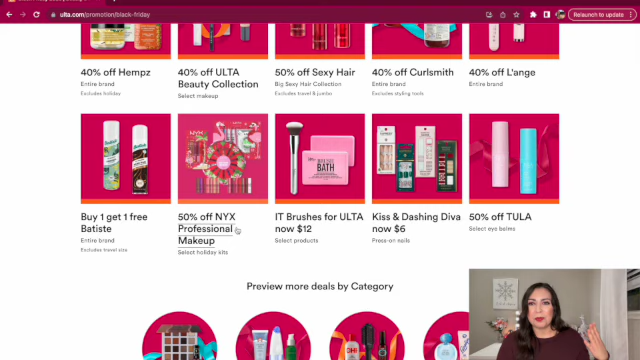 ulta.com/promotion/black-friday
Relaunch to update
40% off Hempz
Entire brand
Excludes holiday
40% off ULTA
Beauty Collection
Select makeup
50% off Sexy Hair
Big Sexy Hair Collection
Excludes travel & jumbo
40% off Curlsmith
Entire brand
Excludes styling tools
40% off L'ange
Entire brand
Buy 1 get 1 free
Batiste
Entire brand
Excludes travel size
50% off NYX
Professional
Makeup
Select holiday kits
IT Brushes for ULTA
now $12
Select products
BATH
Kiss & Dashing Diva
now $6
Press-on nails
50% off TULA
Select eye balms
Preview more deals by Category
CHI